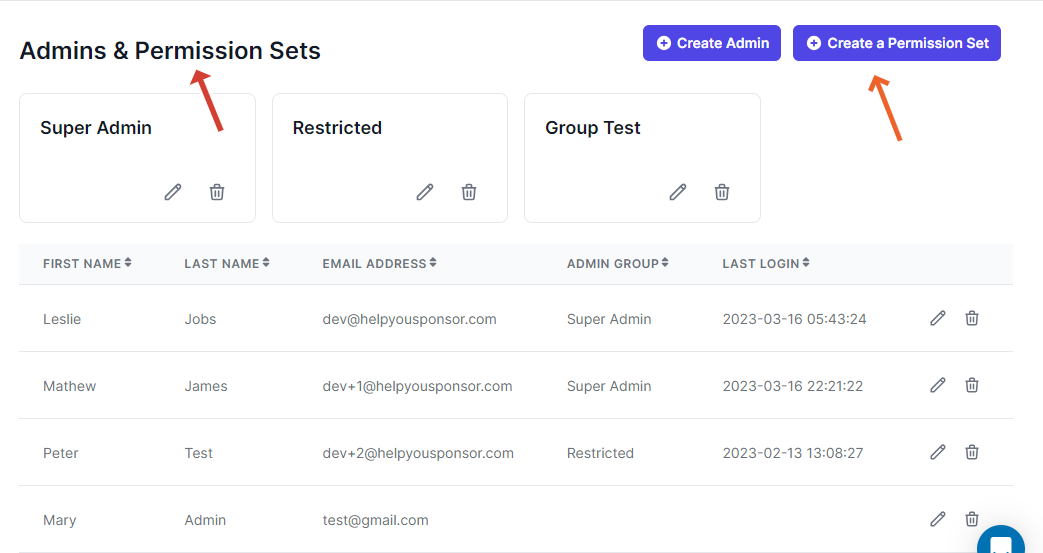 Admins & Permission Sets
Create Admin
Create a Permission Set
Super Admin
Restricted
Group Test
FIRST NAME LAST NAME EMAIL ADDRESS ADMIN GROUP LAST LOGIN
Leslie Jobs dev@helpyousponsor.com Super Admin 2023-03-16 05:43:24
Mathew James dev+1@helpyousponsor.com Super Admin 2023-03-16 22:21:22
Peter Test dev+2@helpyousponsor.com Restricted 2023-02-13 13:08:27
Mary Admin test@gmail.com